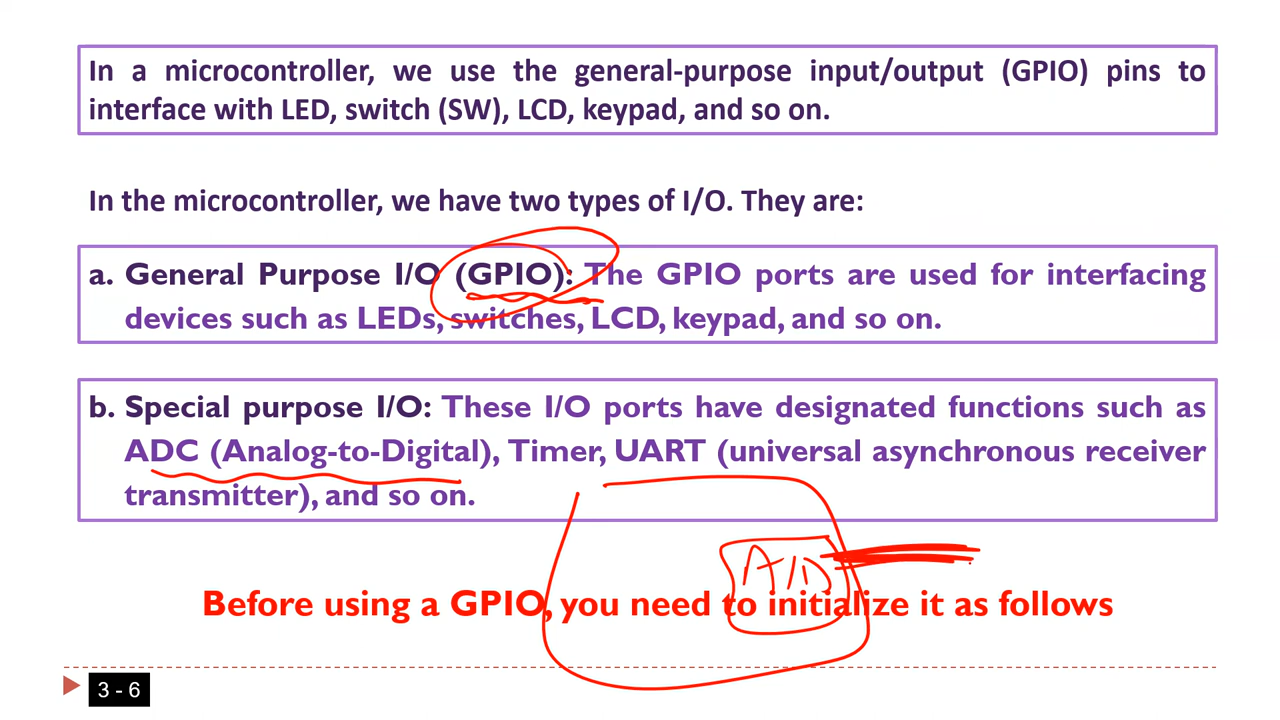 In a microcontroller, we use the general-purpose input/output (GPIO) pins to
interface with LED, switch (SW), LCD, keypad, and so on.
In the microcontroller, we have two types of I/O. They are:
a. General Purpose I/O (GPIO): The GPIO ports are used for interfacing
devices such as LEDs, switches, LCD, keypad, and so on.
b. Special purpose I/O: These I/O ports have designated functions such as
ADC (Analog-to-Digital), Timer, UART (universal asynchronous receiver
transmitter), and so on.
A/D
Before using a GPIO, you need to initialize it as follows
3 - 6